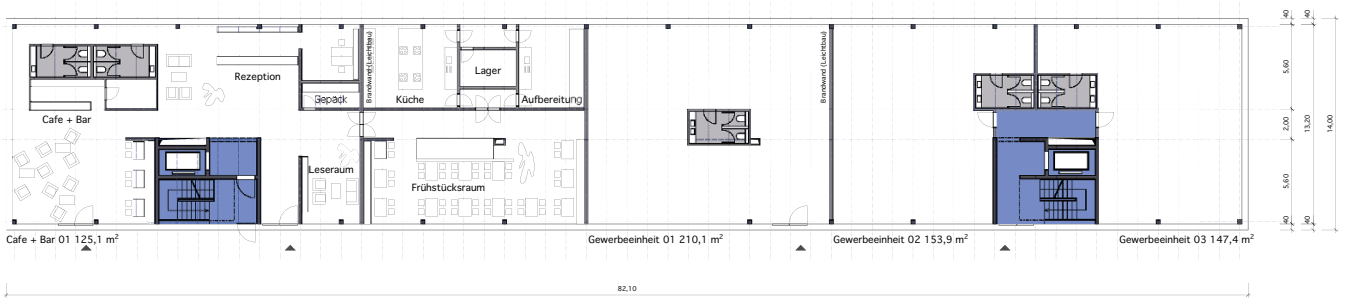 Rezeption
Gepäck
Brandwand (Leichtbau)
Küche
Lager
Aufbereitung
Brandwand (Leichtbau)
Cafe + Bar
Leseraum
Frühstücksraum
Cafe + Bar 01 125,1 m²
Gewerbeeinheit 01 210,1 m²
Gewerbeeinheit 02 153,9 m²
Gewerbeeinheit 03 147,4 m²
40
5,60
2,00
5,60
40
40
13,20
40
14,00
82,10